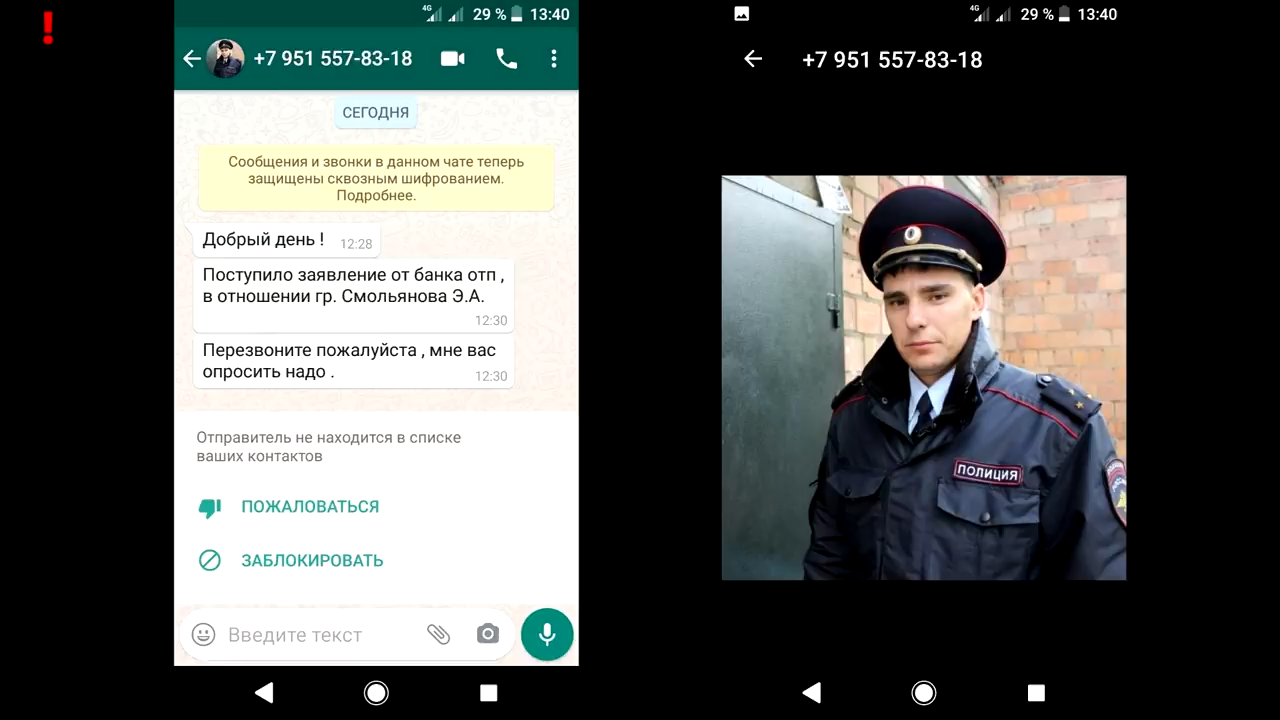 ❗
4G 29 % 13:40
+7 951 557-83-18
СЕГОДНЯ
Сообщения и звонки в данном чате теперь
защищены сквозным шифрованием.
Подробнее.
Добрый день ! 12:28
Поступило заявление от банка отп ,
в отношении гр. Смольянова Э.А.
12:30
Перезвоните пожалуйста , мне вас
опросить надо . 12:30
Отправитель не находится в списке
ваших контактов
ПОЖАЛОВАТЬСЯ
ЗАБЛОКИРОВАТЬ
Введите текст
4G 29 % 13:40
+7 951 557-83-18
ПОЛИЦИЯ